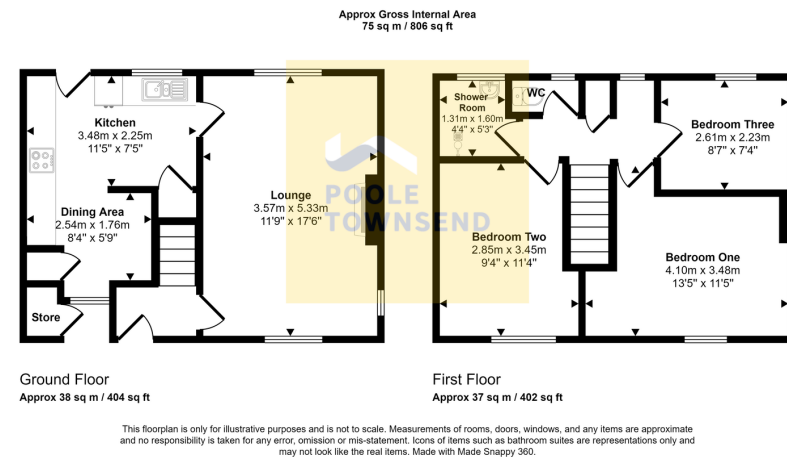 Approx Gross Internal Area
75 sq m / 806 sq ft
Kitchen
3.48m x 2.25m
11'5" x 7'5"
Dining Area
2.54m x 1.76m
8'4" x 5'9"
Store
Lounge
3.57m x 5.33m
11'9" x 17'6"
POOLE
TOWNSEND
Shower
Room
1.31m x 1.60m
4'4" x 5'3"
WC
Bedroom Three
2.61m x 2.23m
8'7" x 7'4"
Bedroom Two
2.85m x 3.45m
9'4" x 11'4"
Bedroom One
4.10m x 3.48m
13'5" x 11'5"
Ground Floor
Approx 38 sq m / 404 sq ft
First Floor
Approx 37 sq m / 402 sq ft
This floorplan is only for illustrative purposes and is not to scale. Measurements of rooms, doors, windows, and any items are approximate
and no responsibility is taken for any error, omission or mis-statement. Icons of items such as bathroom suites are representations only and
may not look like the real items. Made with Made Snappy 360.